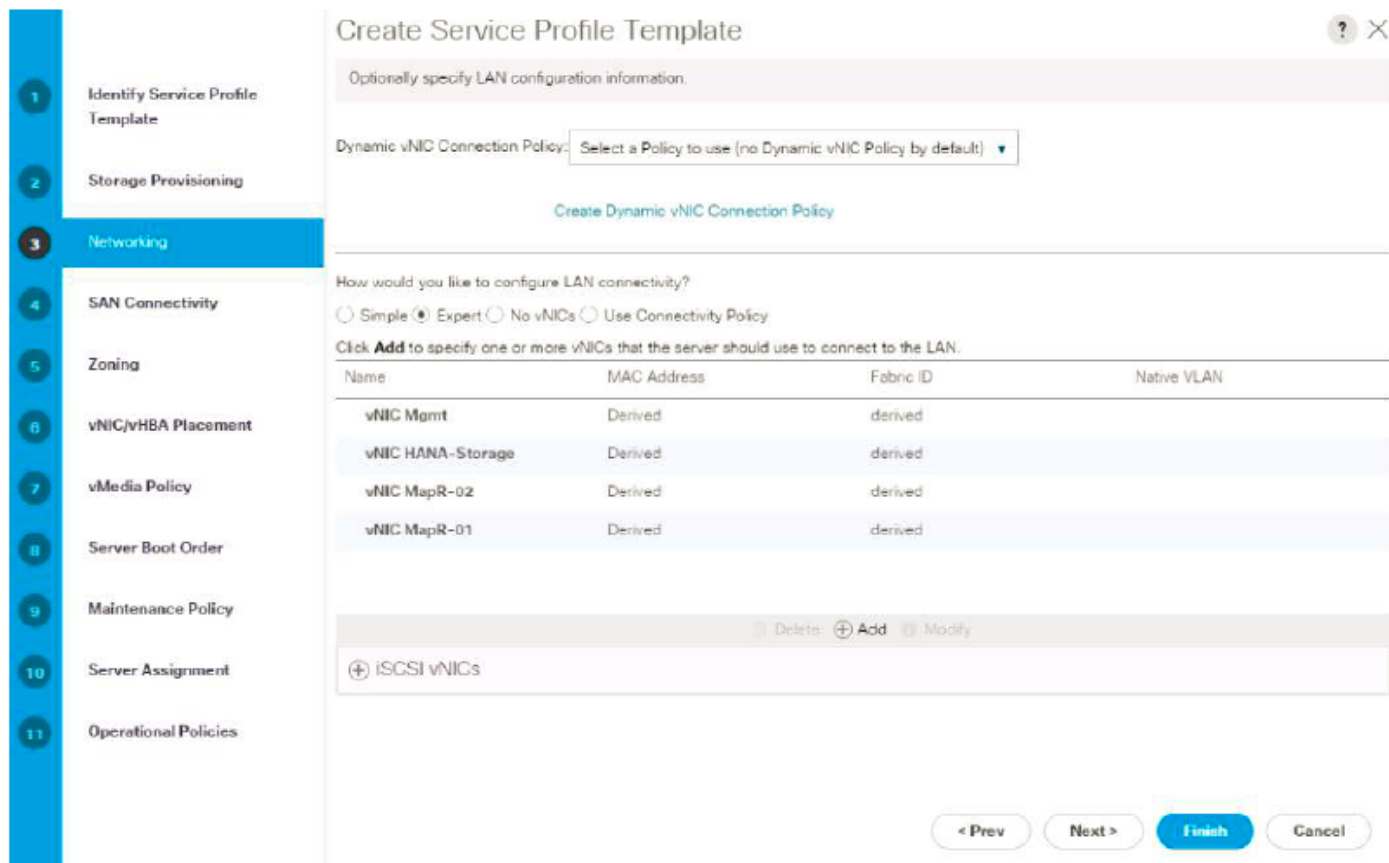 Create Service Profile Template
? ×
Optionally specify LAN configuration information.
1 Identify Service Profile
Template
2 Storage Provisioning
3 Networking
4 SAN Connectivity
5 Zoning
6 vNIC/vHBA Placement
7 vMedia Policy
8 Server Boot Order
9 Maintenance Policy
10 Server Assignment
11 Operational Policies
Dynamic vNIC Connection Policy: Select a Policy to use (no Dynamic vNIC Policy by default)
Create Dynamic vNIC Connection Policy
How would you like to configure LAN connectivity?
Simple Expert No vNICs Use Connectivity Policy
Click Add to specify one or more vNICs that the server should use to connect to the LAN.
Name MAC Address Fabric ID Native VLAN
vNIC Mgmt Derived derived
vNIC HANA-Storage Derived derived
vNIC MapR-02 Derived derived
vNIC MapR-01 Derived derived
Delete Add Modify
iSCSI vNICs
< Prev Next > Finish Cancel